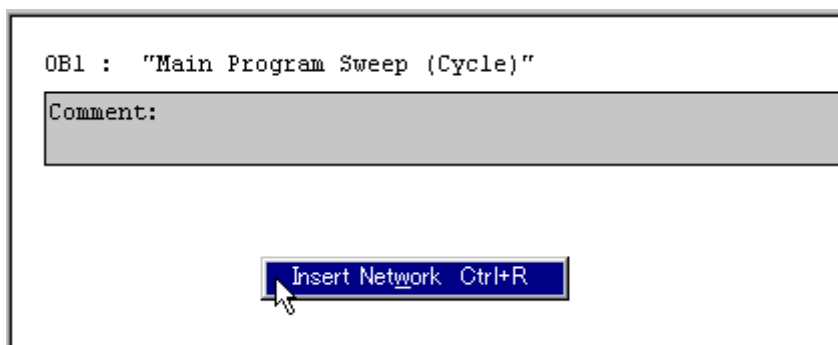 OB1 :  "Main Program Sweep (Cycle)"
Comment:
Insert Network  Ctrl+R